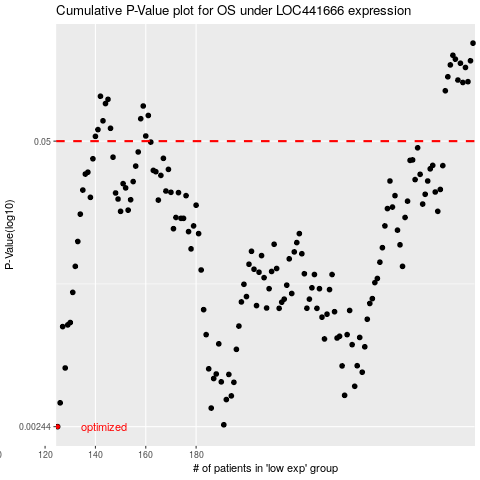 Cumulative P-Value plot for OS under LOC441666 expression
P-Value(log10)
0.05
0.00244
optimized
0 120 140 160 180
# of patients in 'low exp' group